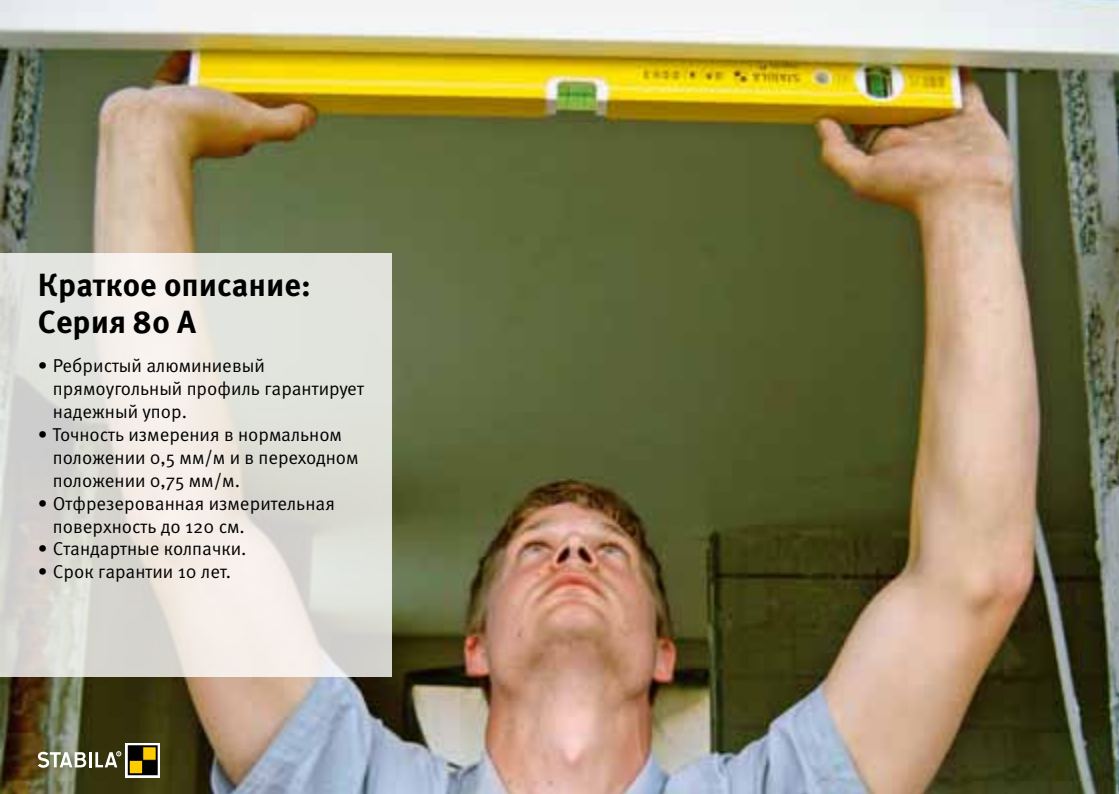 STABILA
Краткое описание:
Серия 80 A
• Ребристый алюминиевый
прямоугольный профиль гарантирует
надежный упор.
• Точность измерения в нормальном
положении 0,5 мм/м и в переходном
положении 0,75 мм/м.
• Отфрезерованная измерительная
поверхность до 120 см.
• Стандартные колпачки.
• Срок гарантии 10 лет.
STABILA®